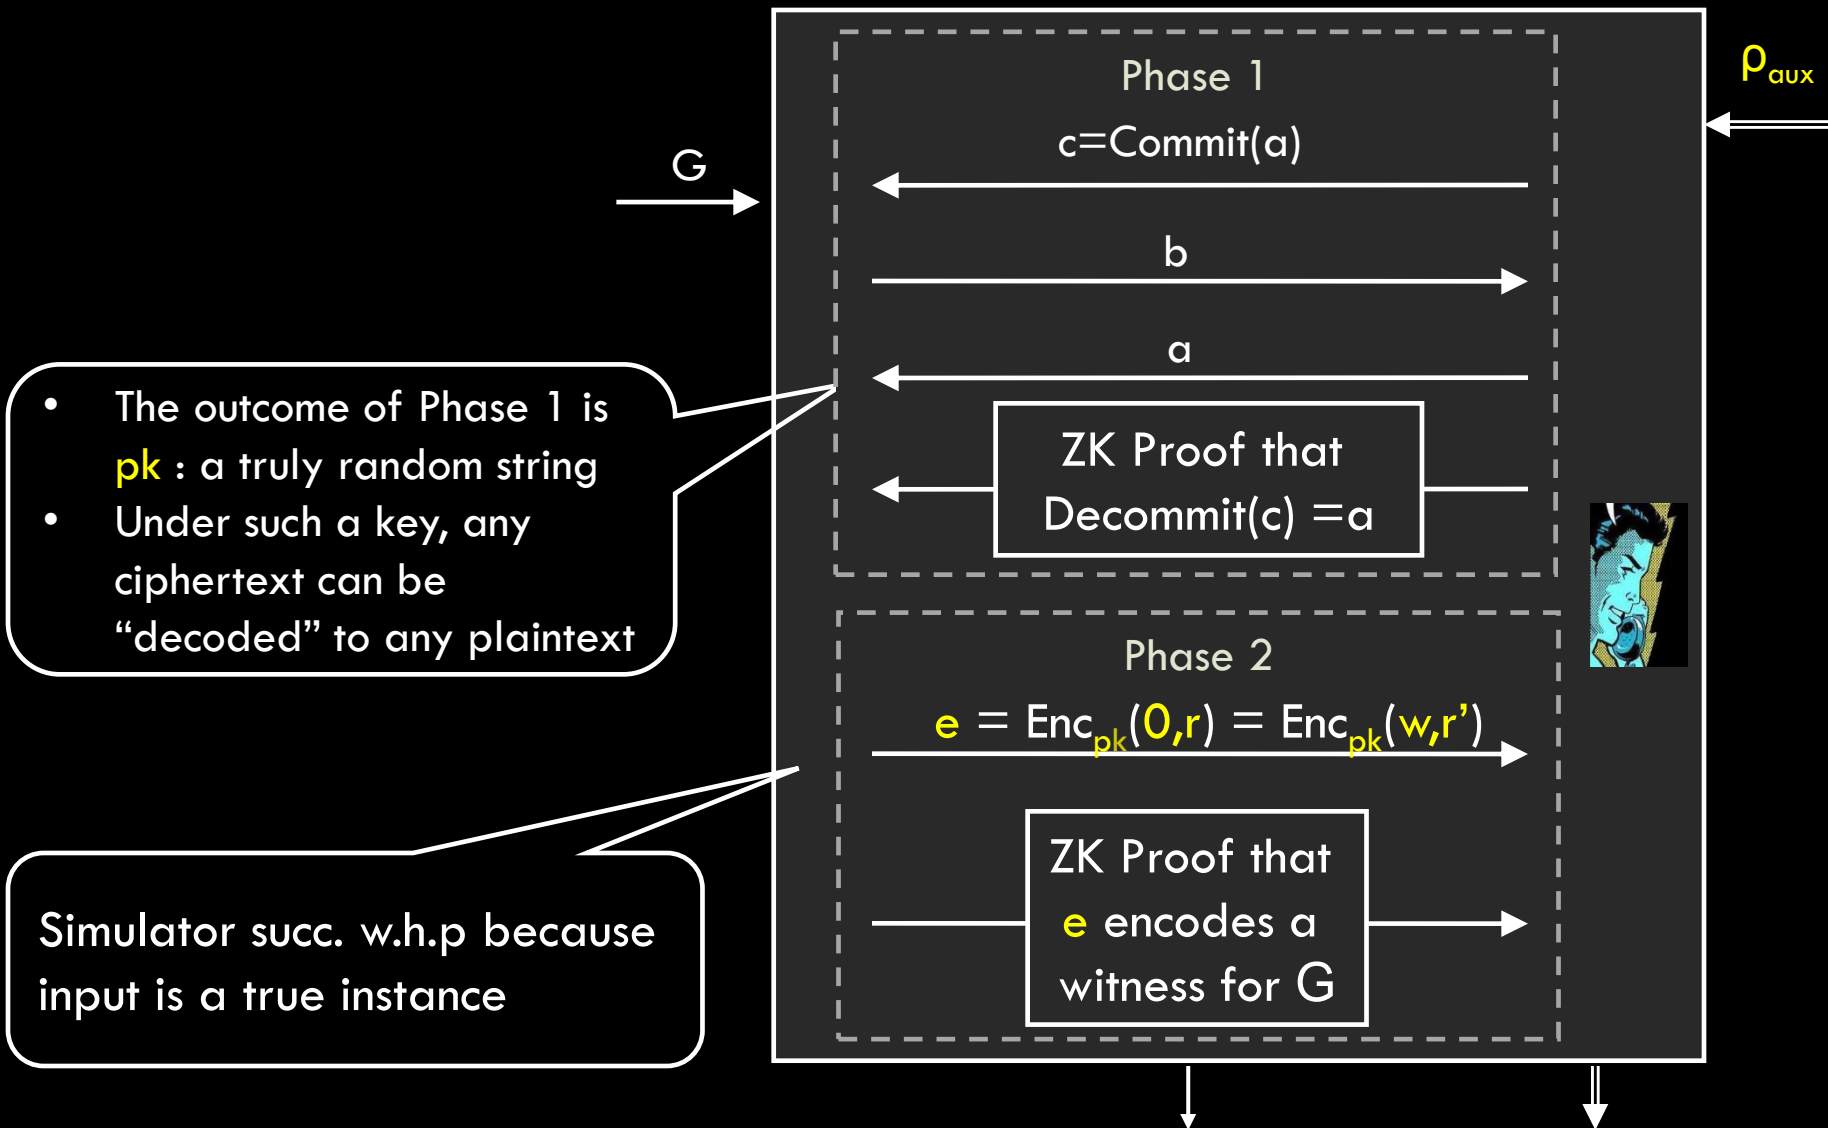 ρaux
Phase 1
c=Commit(a)
G
b
a
ZK Proof that
Decommit(c) =a
• The outcome of Phase 1 is
pk : a truly random string
• Under such a key, any
ciphertext can be
“decoded” to any plaintext
Phase 2
e = Encpk(0,r) = Encpk(w,r’)
ZK Proof that
e encodes a
witness for G
Simulator succ. w.h.p because
input is a true instance